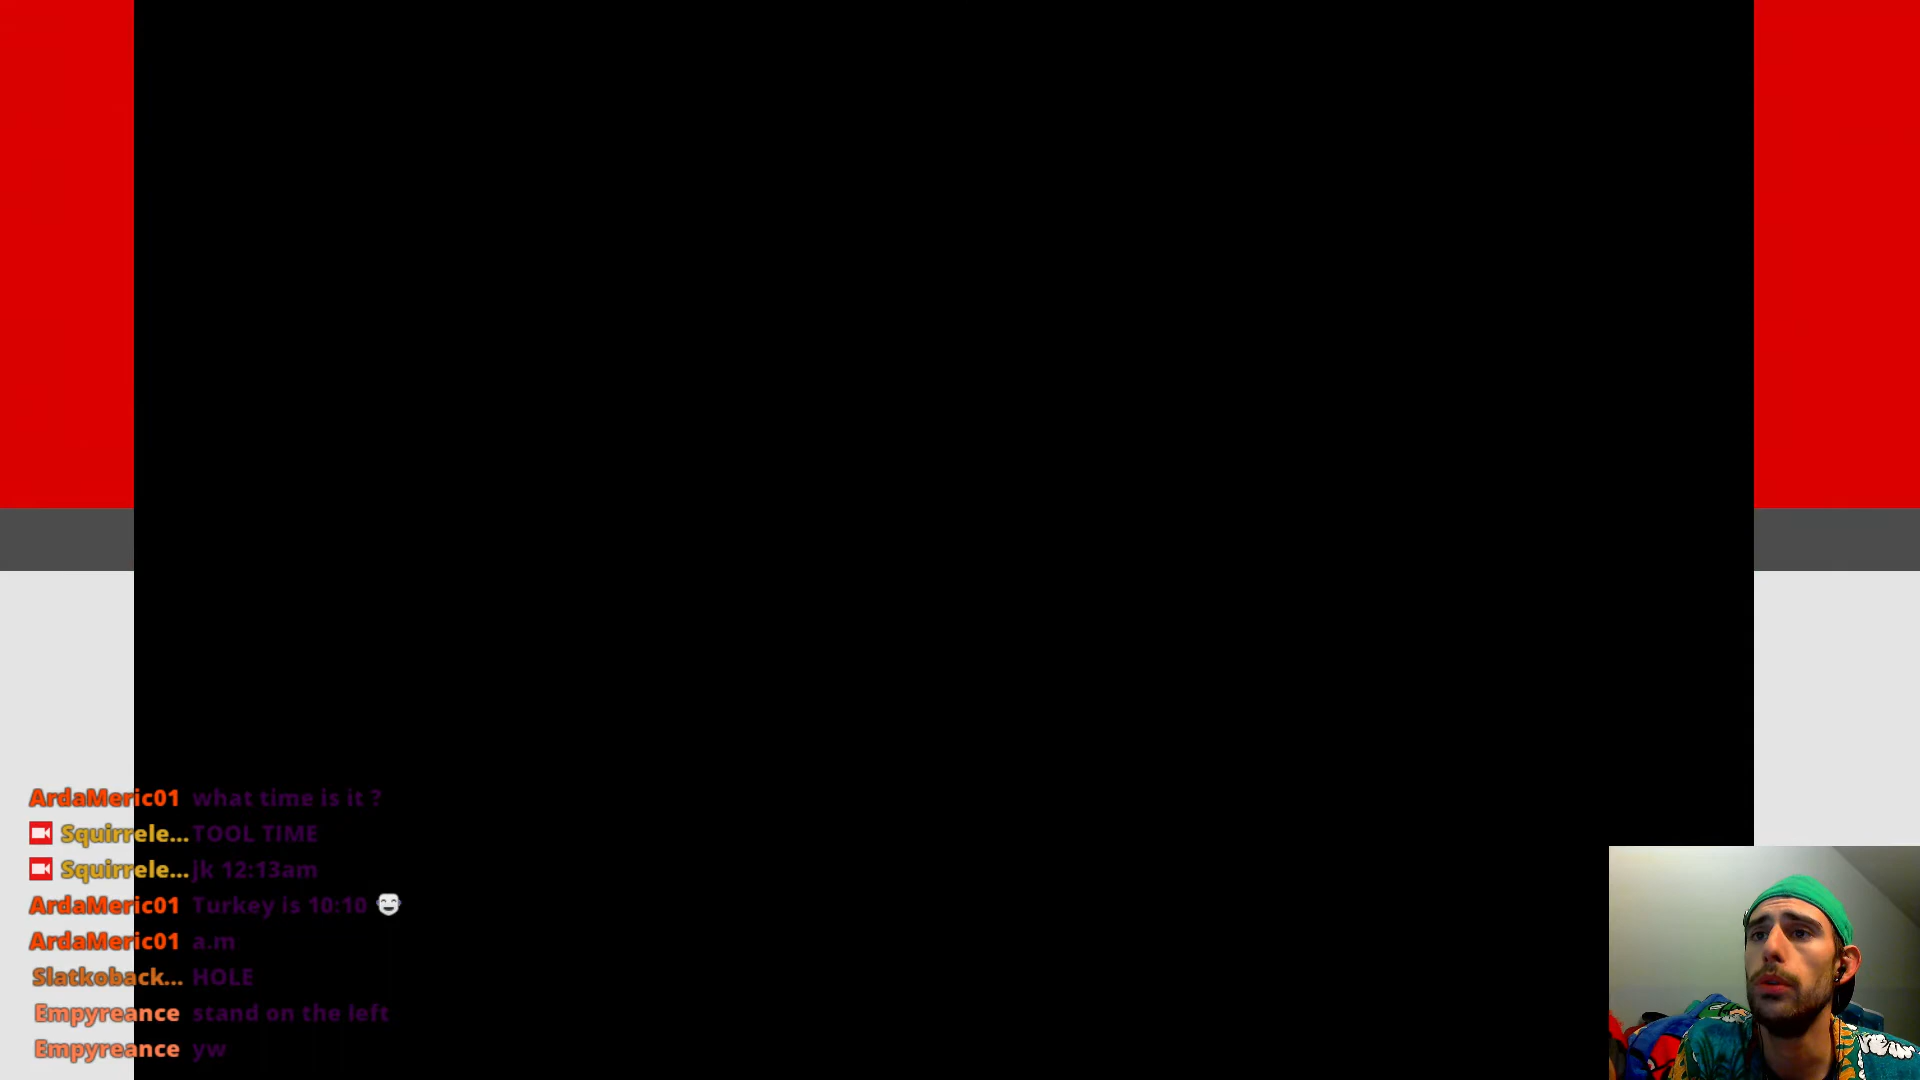 ArdaMeric01 what time is it ?
Squirrele... TOOL TIME
Squirrele... jk 12:13am
ArdaMeric01 Turkey is 10:10
ArdaMeric01 a.m
Slatkoback... HOLE
Empyreance stand on the left
Empyreance yw